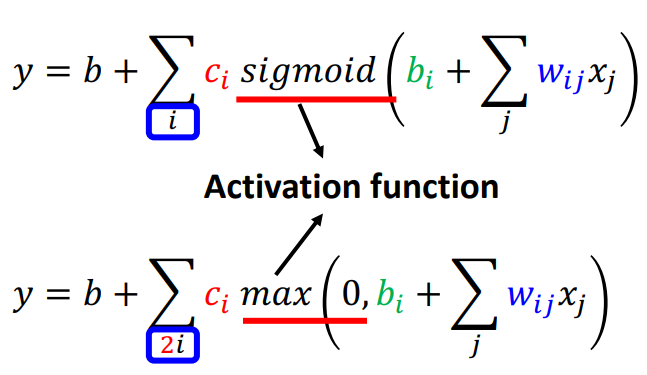 y = b + ∑ᵢ cᵢ sigmoid ( bᵢ + ∑ⱼ wᵢⱼxⱼ )
Activation function
y = b + ∑₂ᵢ cᵢ max ( 0, bᵢ + ∑ⱼ wᵢⱼxⱼ )